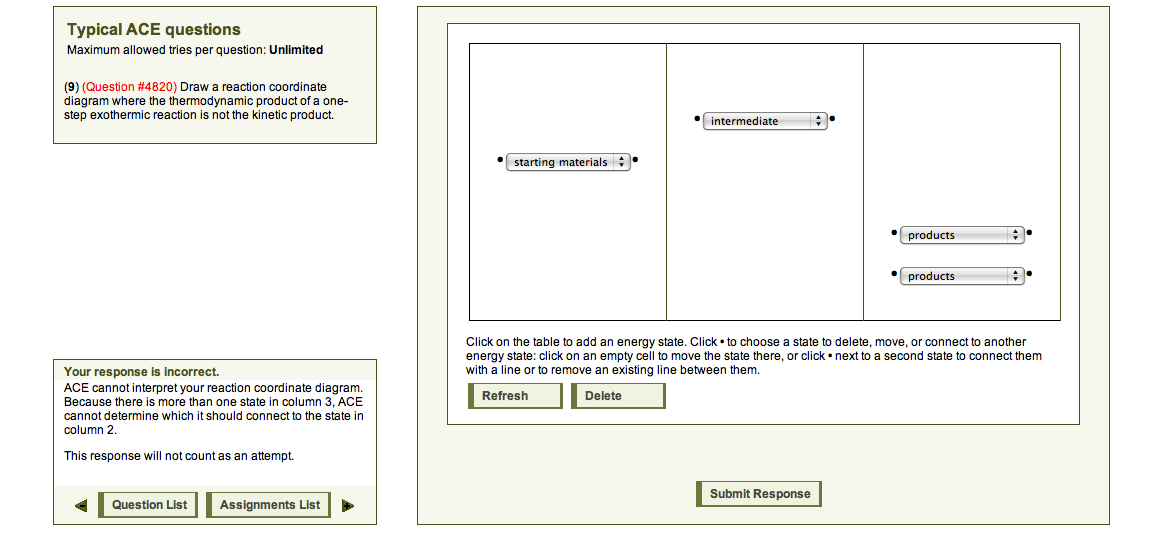 Typical ACE questions
Maximum allowed tries per question: Unlimited
(9) (Question #4820) Draw a reaction coordinate
diagram where the thermodynamic product of a one-
step exothermic reaction is not the kinetic product.
intermediate
starting materials
products
products
Click on the table to add an energy state. Click • to choose a state to delete, move, or connect to another
energy state: click on an empty cell to move the state there, or click • next to a second state to connect them
with a line or to remove an existing line between them.
Refresh
Delete
Your response is incorrect.
ACE cannot interpret your reaction coordinate diagram.
Because there is more than one state in column 3, ACE
cannot determine which it should connect to the state in
column 2.
This response will not count as an attempt.
Question List
Assignments List
Submit Response